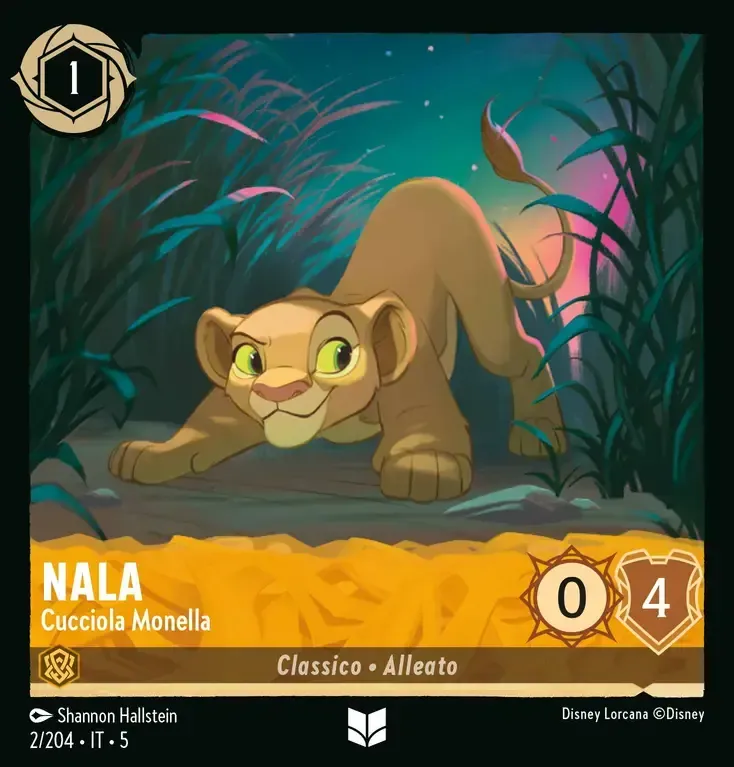 1
NALA
Cucciola Monella
0
4
Classico • Alleato
Shannon Hallstein
Disney Lorcana ©Disney
2/204 • IT • 5